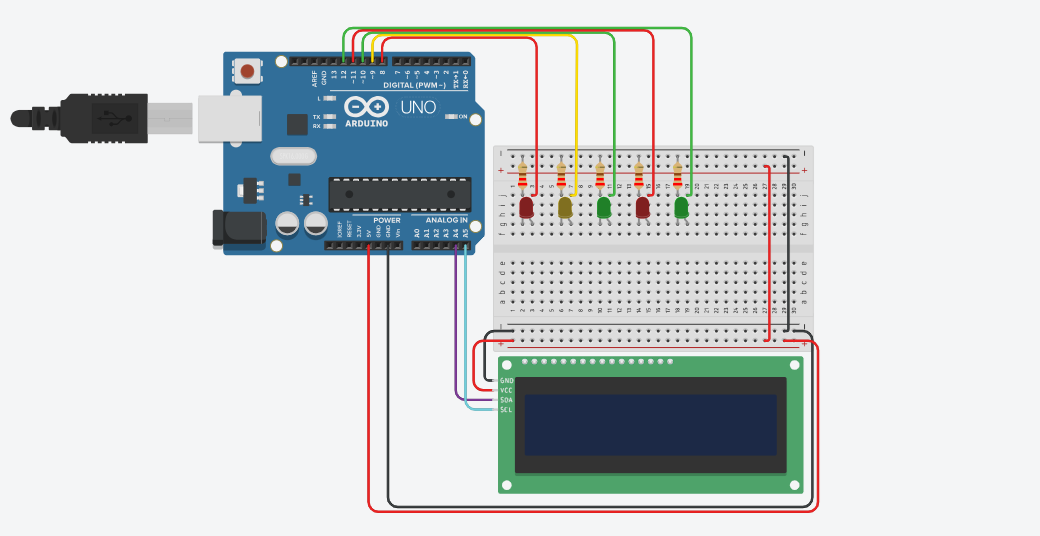 AREF
GND
13
12
~11
~10
~9
8
7
~6
~5
4
~3
2
TX→1
RX←0
DIGITAL (PWM~)
L
TX
RX
UNO
ON
ARDUINO
POWER
ANALOG IN
IOREF
RESET
3.3V
5V
GND
GND
Vin
A0
A1
A2
A3
A4
A5
GND
VCC
SDA
SCL